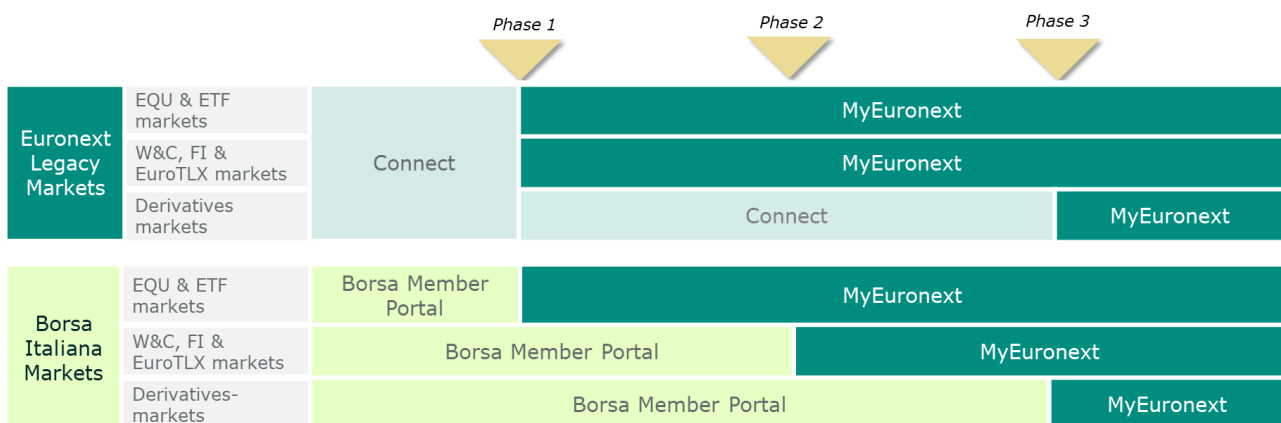 Phase 1
Phase 2
Phase 3
Euronext
Legacy
Markets
EQU & ETF
markets
Connect
MyEuronext
W&C, FI &
EuroTLX markets
MyEuronext
Derivatives
markets
Connect
MyEuronext
Borsa
Italiana
Markets
EQU & ETF
markets
Borsa Member
Portal
MyEuronext
W&C, FI &
EuroTLX markets
Borsa Member Portal
MyEuronext
Derivatives-
markets
Borsa Member Portal
MyEuronext